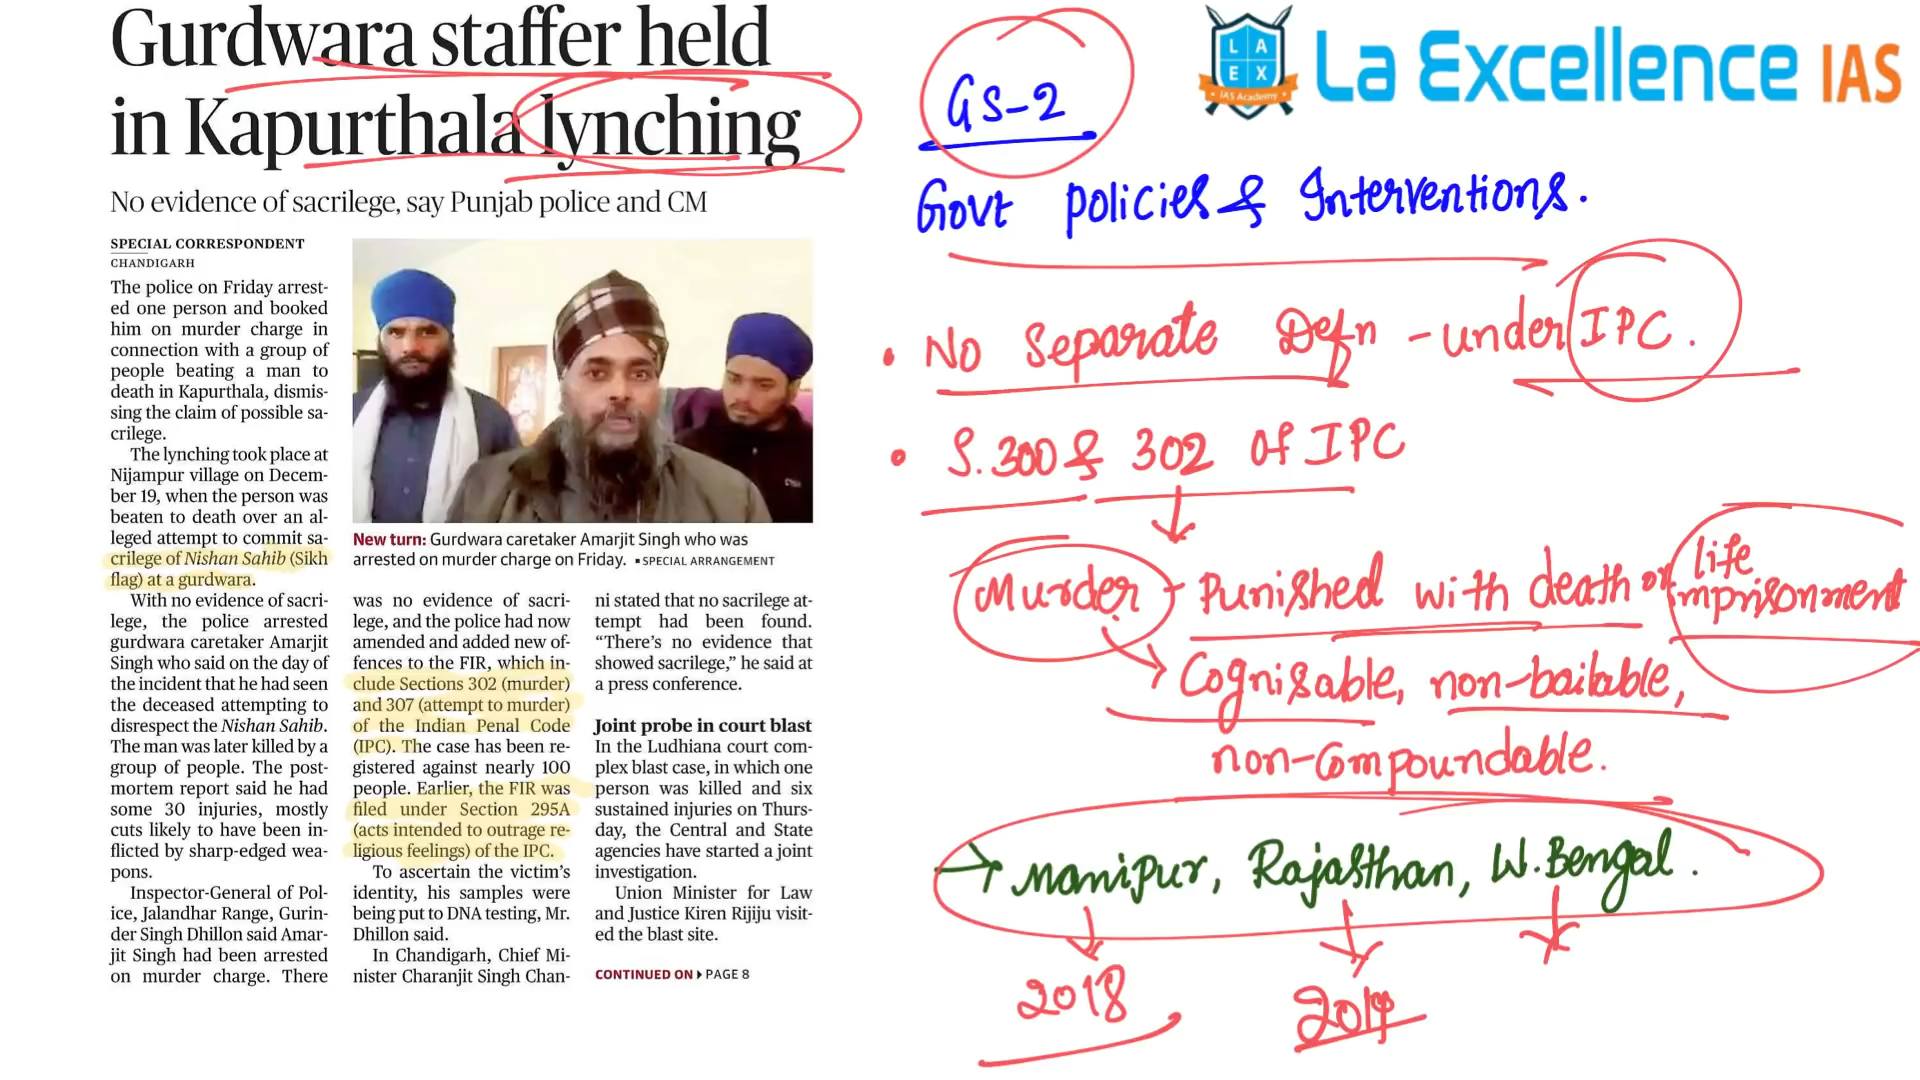 Gurdwara staffer held
in Kapurthala lynching
No evidence of sacrilege, say Punjab police and CM
SPECIAL CORRESPONDENT
CHANDIGARH
The police on Friday arrest-
ed one person and booked
him on murder charge in
connection with a group of
people beating a man to
death in Kapurthala, dismis-
sing the claim of possible sa-
crilege.
The lynching took place at
Nijampur village on Decem-
ber 19, when the person was
beaten to death over an al-
leged attempt to commit sa-
crilege of Nishan Sahib (Sikh
flag) at a gurdwara.
With no evidence of sacri-
lege, the police arrested
gurdwara caretaker Amarjit
Singh who said on the day of
the incident that he had seen
the deceased attempting to
disrespect the Nishan Sahib.
The man was later killed by a
group of people. The post-
mortem report said he had
some 30 injuries, mostly
cuts likely to have been in-
flicted by sharp-edged wea-
pons.
Inspector-General of Pol-
ice, Jalandhar Range, Gurin-
der Singh Dhillon said Amar-
jit Singh had been arrested
on murder charge. There
New turn: Gurdwara caretaker Amarjit Singh who was
arrested on murder charge on Friday. ▪SPECIAL ARRANGEMENT
was no evidence of sacri-
lege, and the police had now
amended and added new of-
fences to the FIR, which in-
clude Sections 302 (murder)
and 307 (attempt to murder)
of the Indian Penal Code
(IPC). The case has been re-
gistered against nearly 100
people. Earlier, the FIR was
filed under Section 295A
(acts intended to outrage re-
ligious feelings) of the IPC.
To ascertain the victim's
identity, his samples were
being put to DNA testing, Mr.
Dhillon said.
In Chandigarh, Chief Mi-
nister Charanjit Singh Chan-
ni stated that no sacrilege at-
tempt had been found.
"There's no evidence that
showed sacrilege," he said at
a press conference.
Joint probe in court blast
In the Ludhiana court com-
plex blast case, in which one
person was killed and six
sustained injuries on Thurs-
day, the Central and State
agencies have started a joint
investigation.
Union Minister for Law
and Justice Kiren Rijiju visit-
ed the blast site.
CONTINUED ON ▸ PAGE 8
LA
EX
IAS Academy
La Excellence IAS
GS-2
Govt policies & Interventions.
• No Separate Defn - under IPC.
• S.300 & 302 of IPC
Murder - Punished with death or life imprisonment
→ Cognisable, non-bailable,
non-compoundable.
→ Manipur, Rajasthan, W.Bengal.
2018 2019